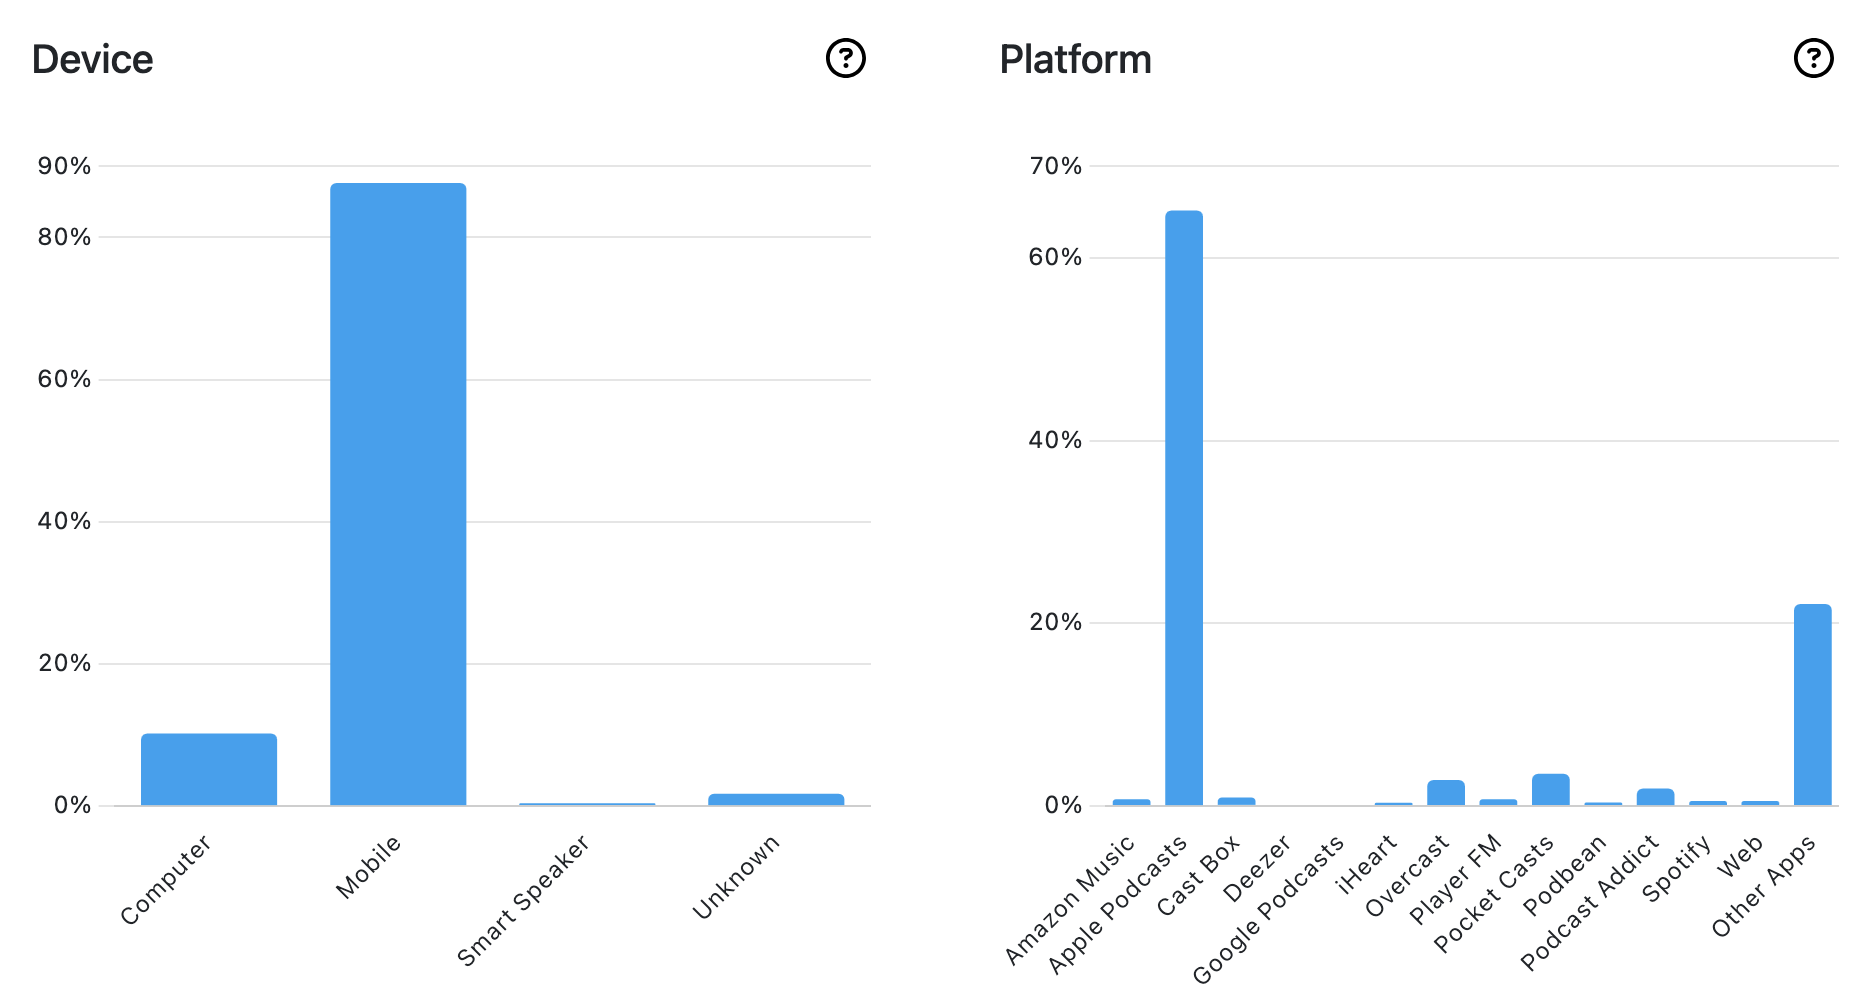 Device
?
90%
80%
60%
40%
20%
0%
Computer
Mobile
Smart Speaker
Unknown
Platform
?
70%
60%
40%
20%
0%
Amazon Music
Apple Podcasts
Cast Box
Deezer
Google Podcasts
iHeart
Overcast
Player FM
Pocket Casts
Podbean
Podcast Addict
Spotify
Web
Other Apps